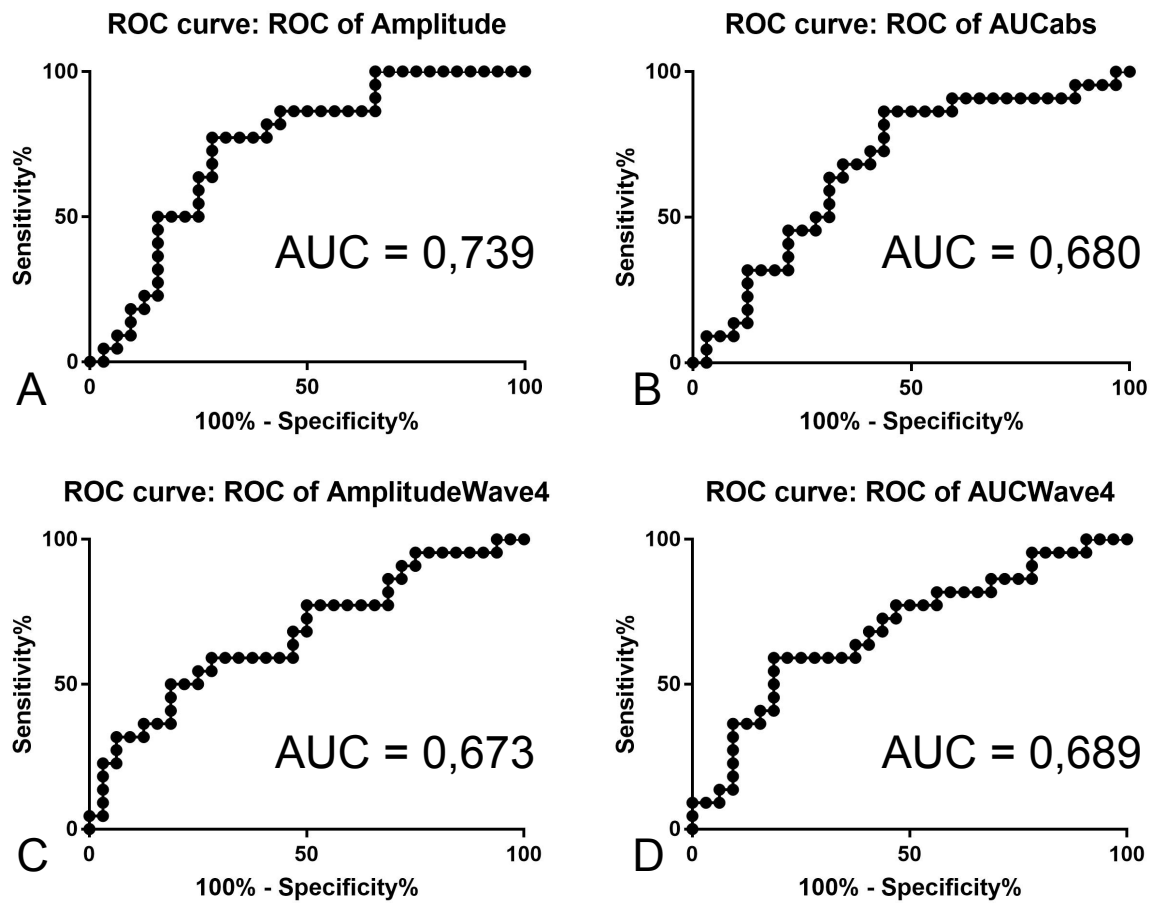 ROC curve: ROC of Amplitude
100
50
0
Sensitivity%
AUC = 0,739
0 50 100
100% - Specificity%
A
ROC curve: ROC of AUCabs
100
50
0
Sensitivity%
AUC = 0,680
0 50 100
100% - Specificity%
B
ROC curve: ROC of AmplitudeWave4
100
50
0
Sensitivity%
AUC = 0,673
0 50 100
100% - Specificity%
C
ROC curve: ROC of AUCWave4
100
50
0
Sensitivity%
AUC = 0,689
0 50 100
100% - Specificity%
D